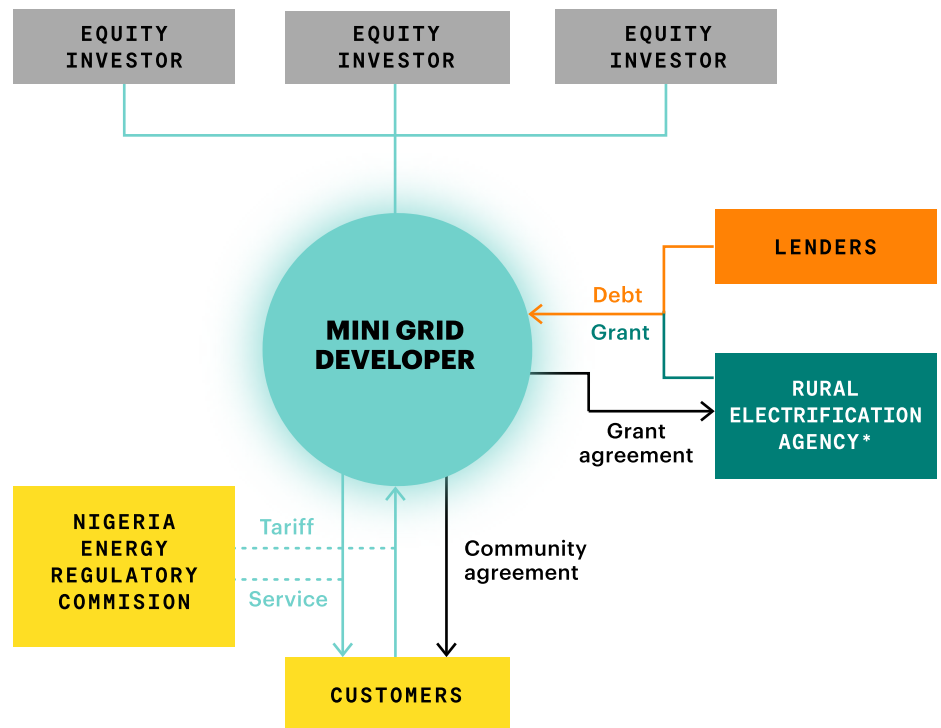 EQUITY
INVESTOR
EQUITY
INVESTOR
EQUITY
INVESTOR
LENDERS
Debt
Grant
MINI GRID
DEVELOPER
RURAL
ELECTRIFICATION
AGENCY*
Grant
agreement
NIGERIA
ENERGY
REGULATORY
COMMISION
Tariff
Service
Community
agreement
CUSTOMERS